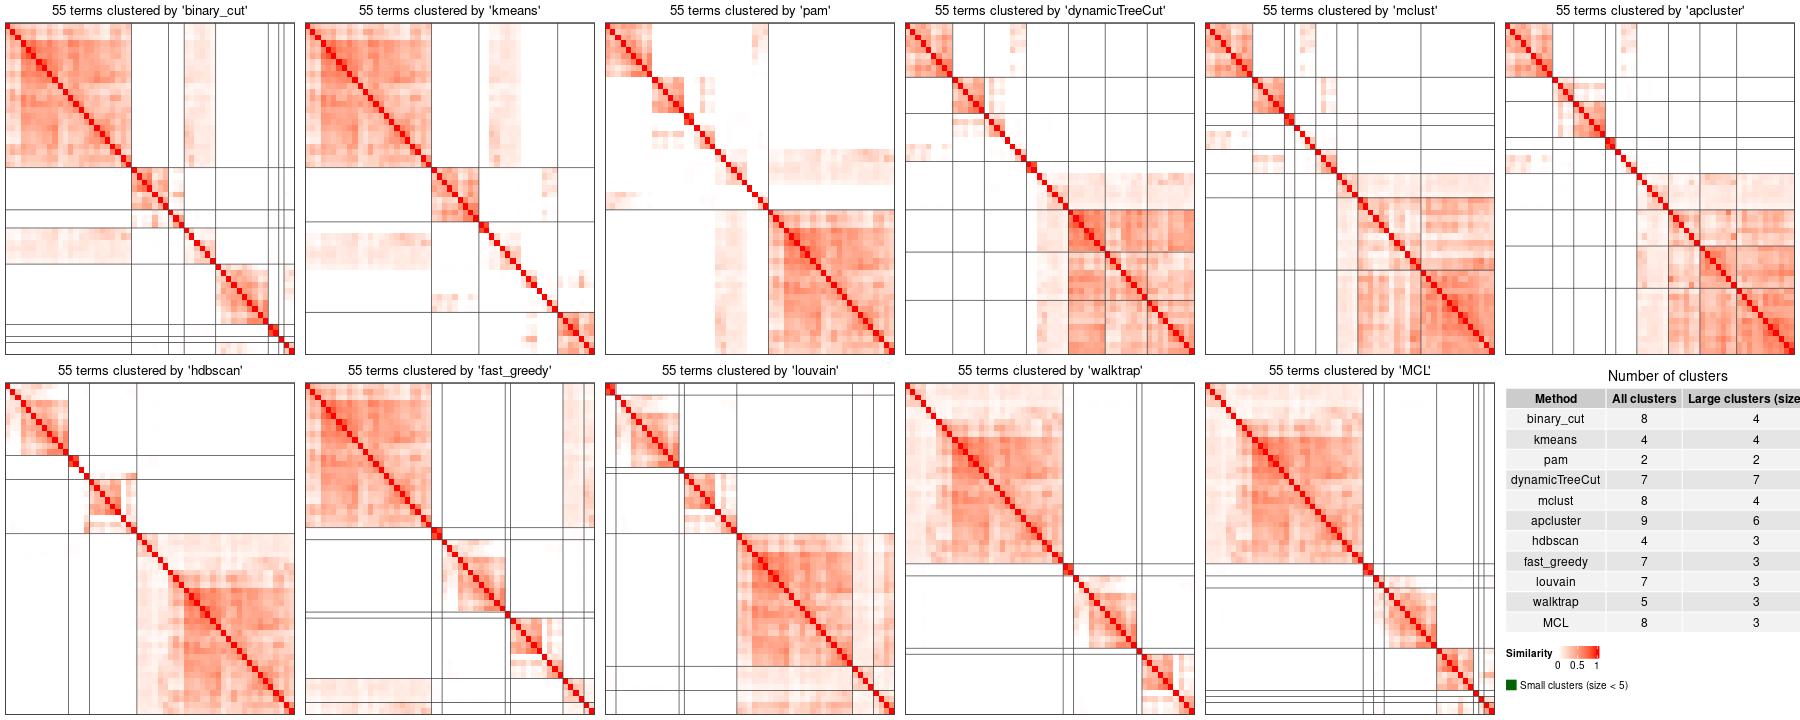 55 terms clustered by 'binary_cut'
55 terms clustered by 'kmeans'
55 terms clustered by 'pam'
55 terms clustered by 'dynamicTreeCut'
55 terms clustered by 'mclust'
55 terms clustered by 'apcluster'
55 terms clustered by 'hdbscan'
55 terms clustered by 'fast_greedy'
55 terms clustered by 'louvain'
55 terms clustered by 'walktrap'
55 terms clustered by 'MCL'
Number of clusters
Method All clusters Large clusters (size
binary_cut 8 4
kmeans 4 4
pam 2 2
dynamicTreeCut 7 7
mclust 8 4
apcluster 9 6
hdbscan 4 3
fast_greedy 7 3
louvain 7 3
walktrap 5 3
MCL 8 3
Similarity
0 0.5 1
Small clusters (size < 5)